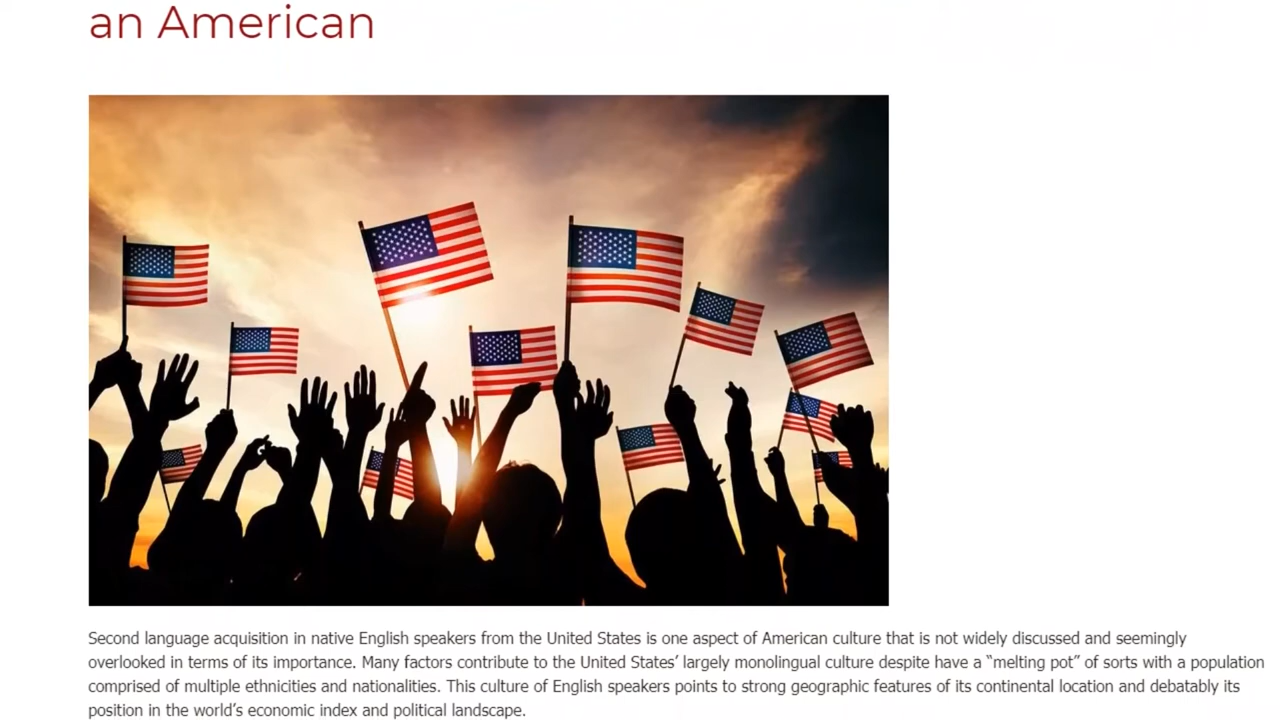 an American
Second language acquisition in native English speakers from the United States is one aspect of American culture that is not widely discussed and seemingly
overlooked in terms of its importance. Many factors contribute to the United States’ largely monolingual culture despite have a “melting pot” of sorts with a population
comprised of multiple ethnicities and nationalities. This culture of English speakers points to strong geographic features of its continental location and debatably its
position in the world’s economic index and political landscape.